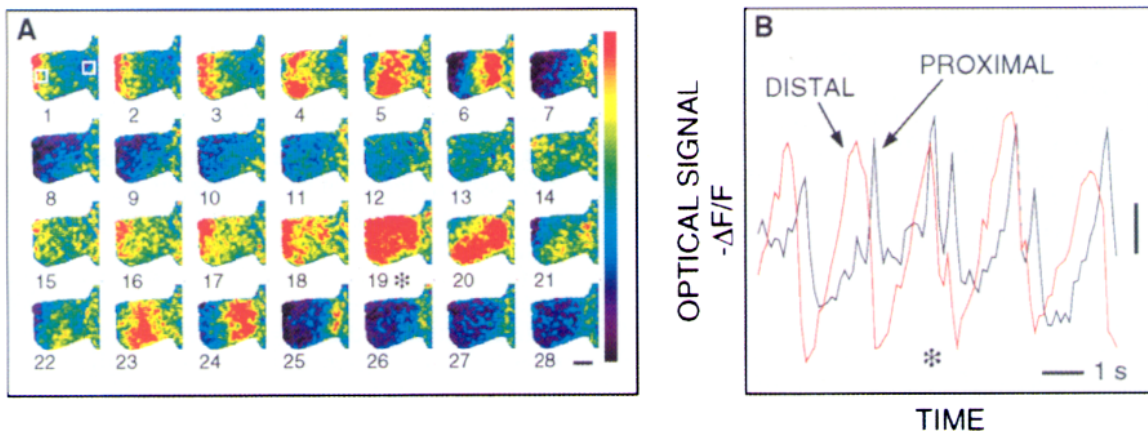 A
1 2 3 4 5 6 7
8 9 10 11 12 13 14
15 16 17 18 19 ✻ 20 21
22 23 24 25 26 27 28
OPTICAL SIGNAL
-ΔF/F
B
PROXIMAL
DISTAL
✻
1 s
TIME